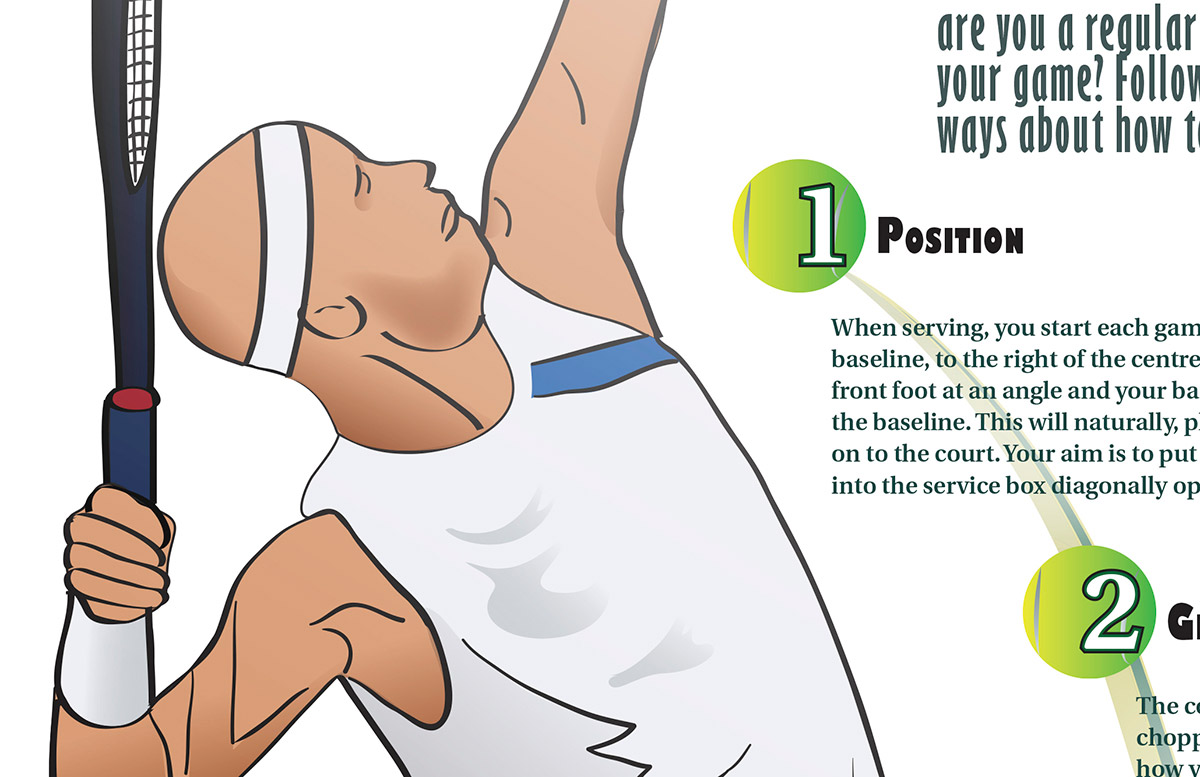 are you a regular
your game? Follow
ways about how to
1 Position
When serving, you start each gam
baseline, to the right of the centre
front foot at an angle and your ba
the baseline. This will naturally, pl
on to the court. Your aim is to put
into the service box diagonally op
2
The co
chopp
how y